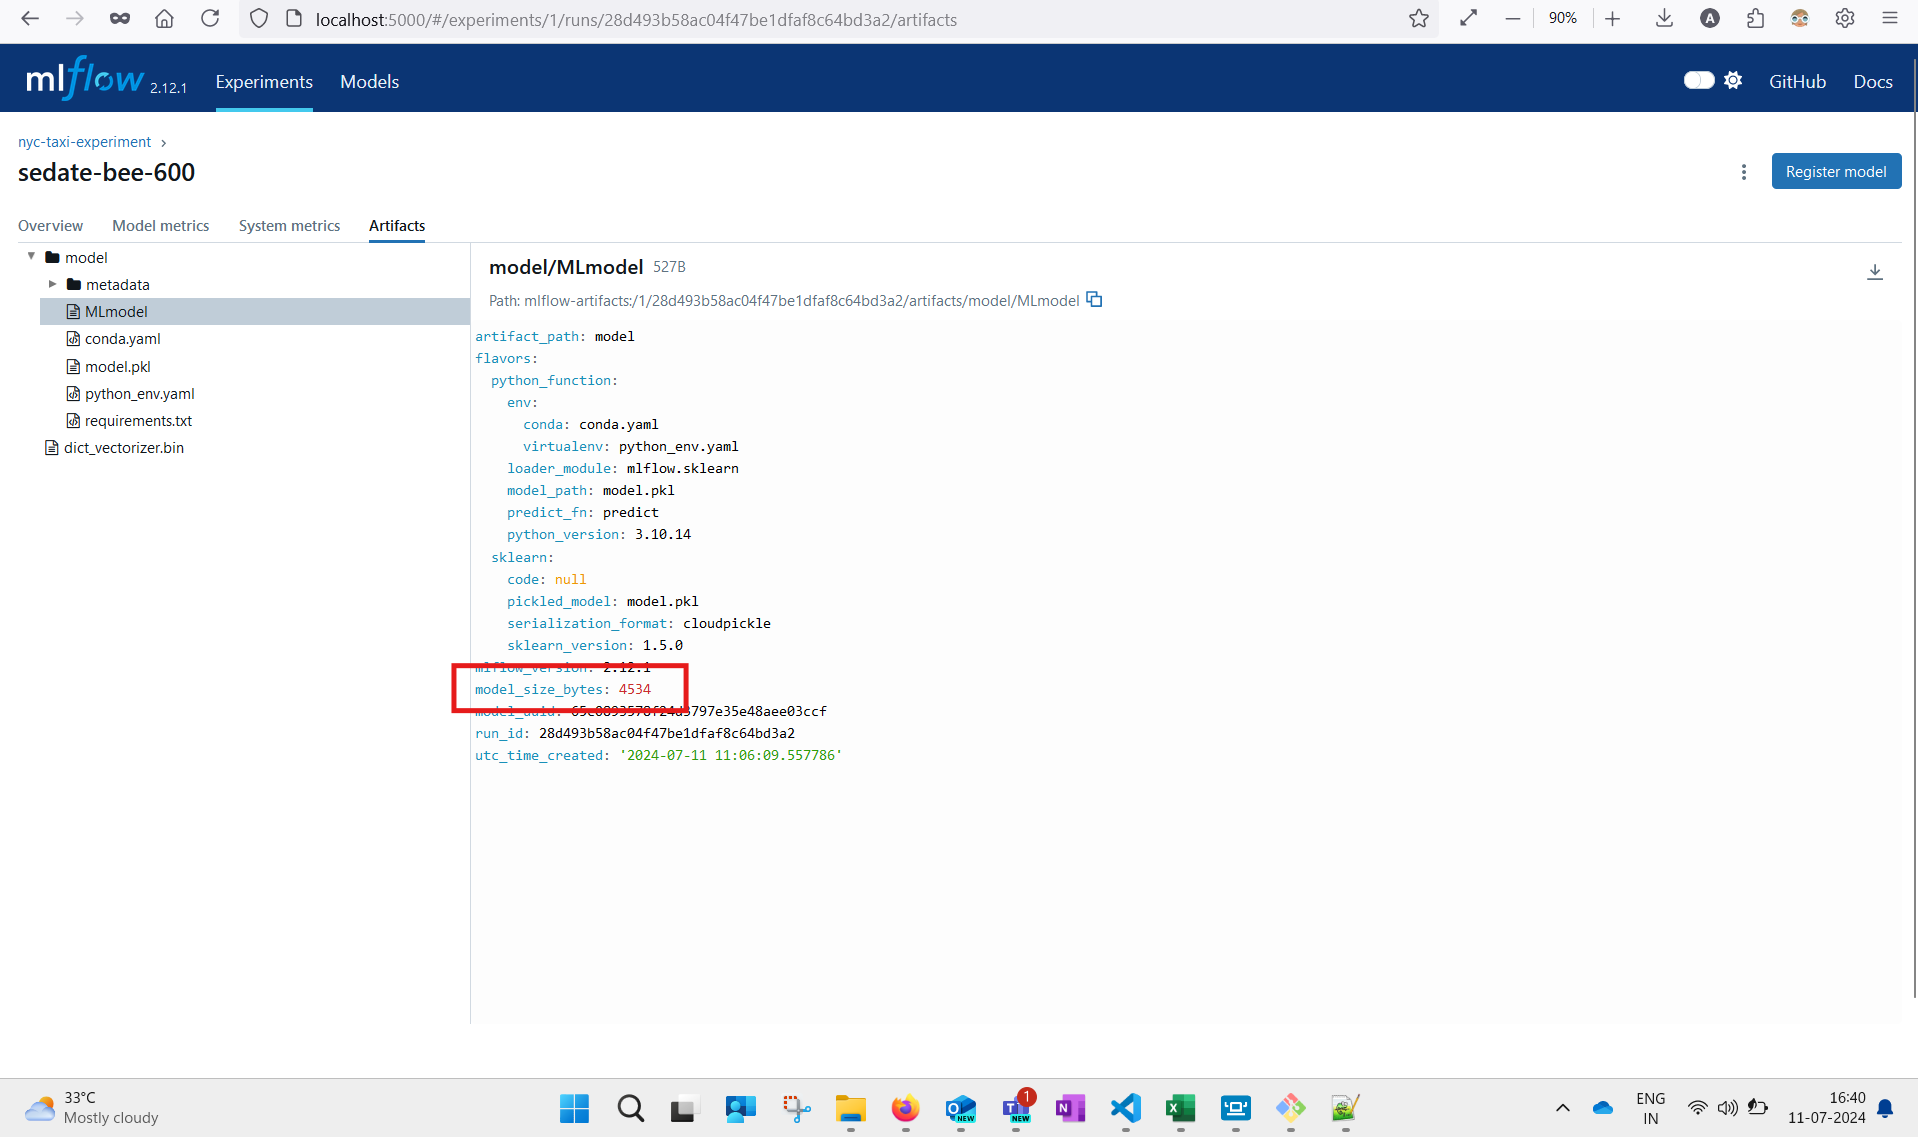 localhost:5000/#/experiments/1/runs/28d493b58ac04f47be1dfaf8c64bd3a2/artifacts
90%
A
mlflow 2.12.1
Experiments
Models
GitHub
Docs
nyc-taxi-experiment
sedate-bee-600
Register model
Overview
Model metrics
System metrics
Artifacts
model
metadata
MLmodel
conda.yaml
model.pkl
python_env.yaml
requirements.txt
dict_vectorizer.bin
model/MLmodel 527B
Path: mlflow-artifacts:/1/28d493b58ac04f47be1dfaf8c64bd3a2/artifacts/model/MLmodel
artifact_path: model
flavors:
python_function:
env:
conda: conda.yaml
virtualenv: python_env.yaml
loader_module: mlflow.sklearn
model_path: model.pkl
predict_fn: predict
python_version: 3.10.14
sklearn:
code: null
pickled_model: model.pkl
serialization_format: cloudpickle
sklearn_version: 1.5.0
mlflow_version: 2.12.1
model_size_bytes: 4534
model_uuid:
run_id: 28d493b58ac04f47be1dfaf8c64bd3a2
utc_time_created: '2024-07-11 11:06:09.557786'
33°C
Mostly cloudy
NEW
1
NEW
ENG
IN
16:40
11-07-2024